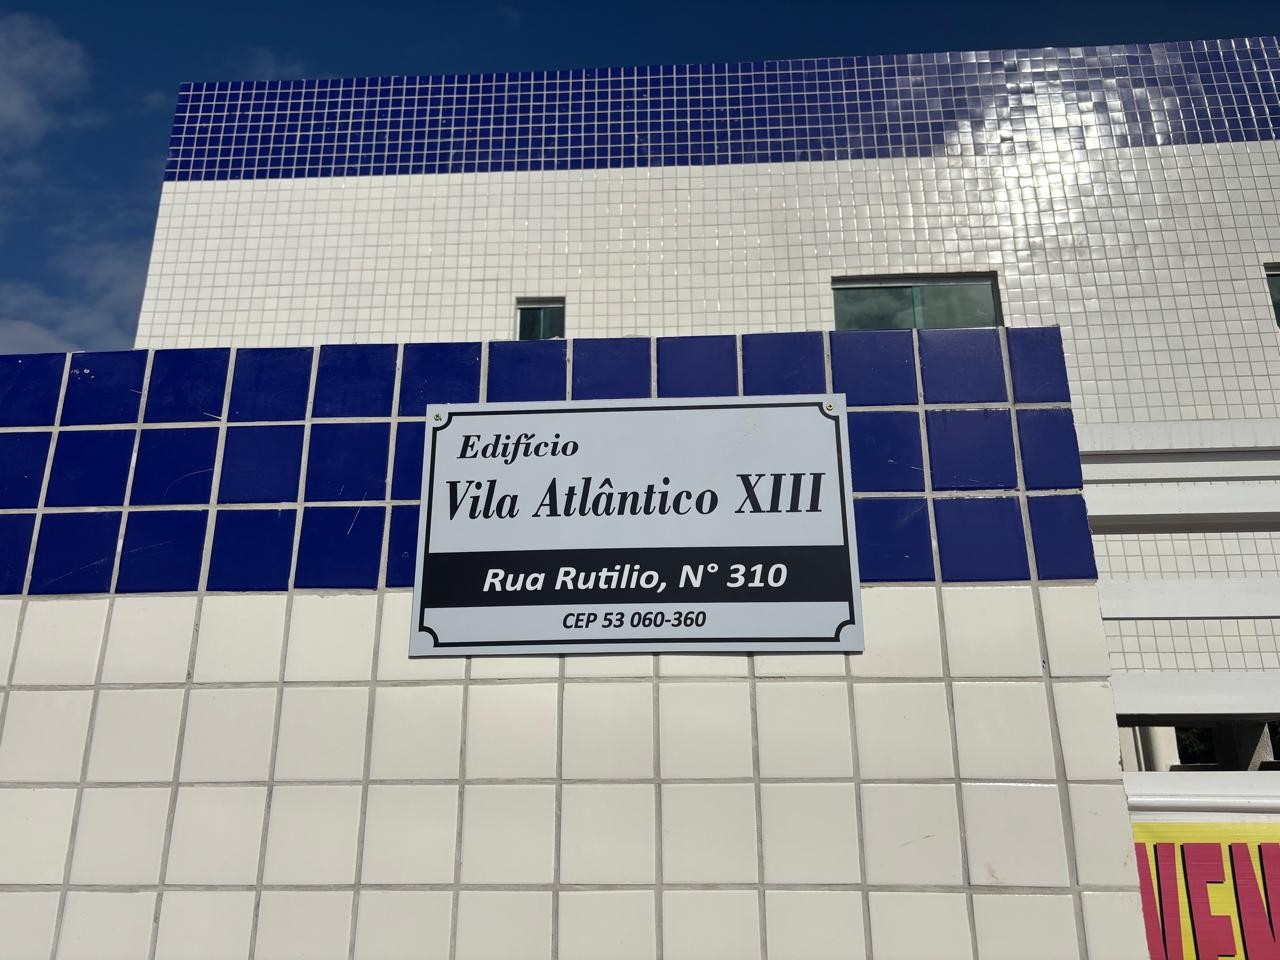 Edifício
Vila Atlântico XIII
Rua Rutilio, N° 310
CEP 53 060-360